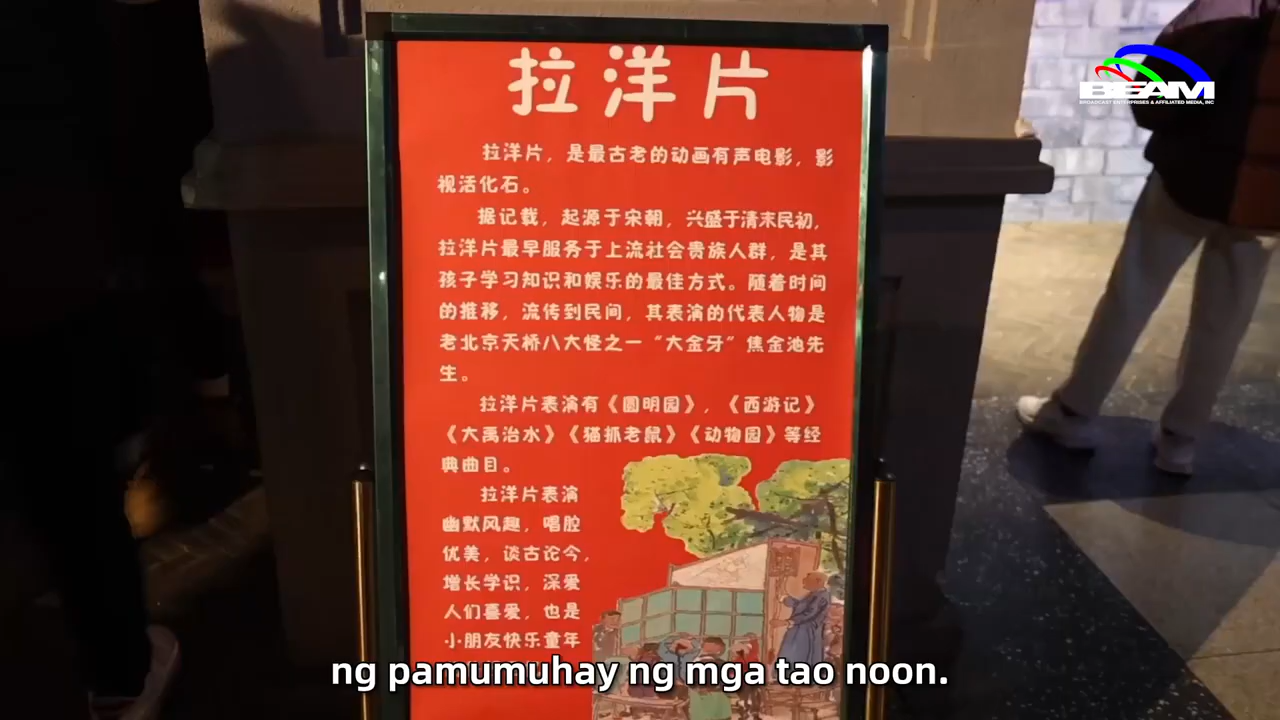 拉洋片
拉洋片，是最古老的动画有声电影，影
视活化石。
据记载，起源于宋朝，兴盛于清末民初，
拉洋片最早服务于上流社会贵族人群，是其
孩子学习知识和娱乐的最佳方式。随着时间
的推移，流传到民间，其表演的代表人物是
老北京天桥八大怪之一“大金牙”焦金池先
生。
拉洋片表演有《圆明园》，《西游记》
《大禹治水》《猫抓老鼠》《动物园》等经
典曲目。
拉洋片表演
幽默风趣，唱腔
优美，谈古论今，
增长学识，深爱
人们喜爱，也是
小朋友快乐童年
BEAM
BROADCAST ENTERPRISES & AFFILIATED MEDIA, INC
ng pamumuhay ng mga tao noon.